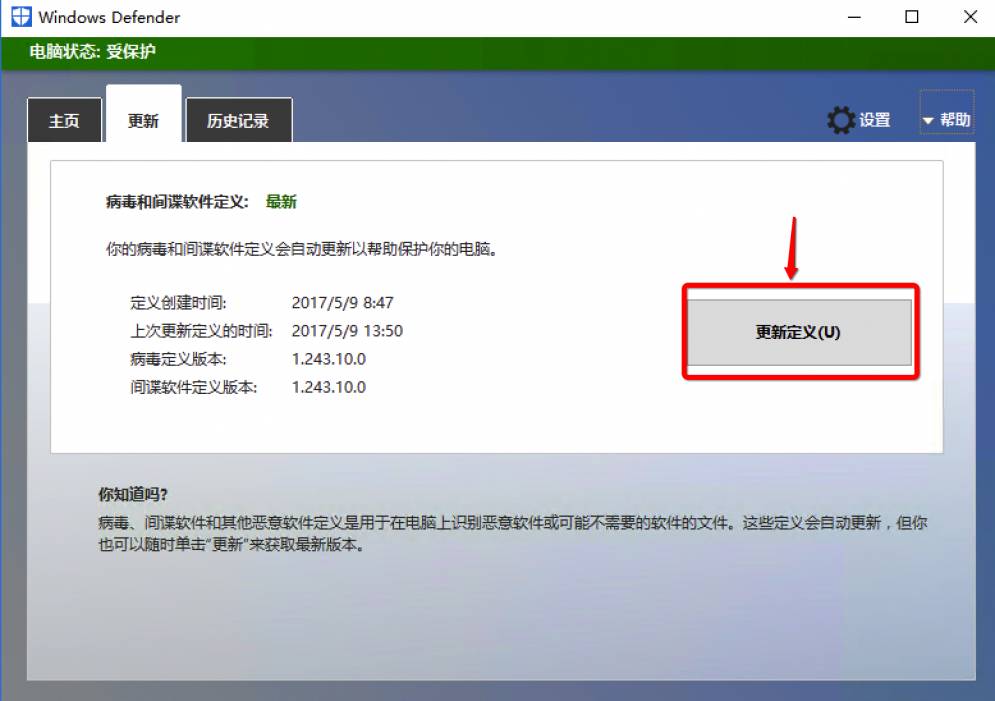 Windows Defender
电脑状态: 受保护
主页
更新
历史记录
设置
帮助
病毒和间谍软件定义: 最新
你的病毒和间谍软件定义会自动更新以帮助保护你的电脑。
定义创建时间: 2017/5/9 8:47
上次更新定义的时间: 2017/5/9 13:50
病毒定义版本: 1.243.10.0
间谍软件定义版本: 1.243.10.0
更新定义(U)
你知道吗?
病毒、间谍软件和其他恶意软件定义是用于在电脑上识别恶意软件或可能不需要的软件的文件。这些定义会自动更新，但你
也可以随时单击“更新”来获取最新版本。